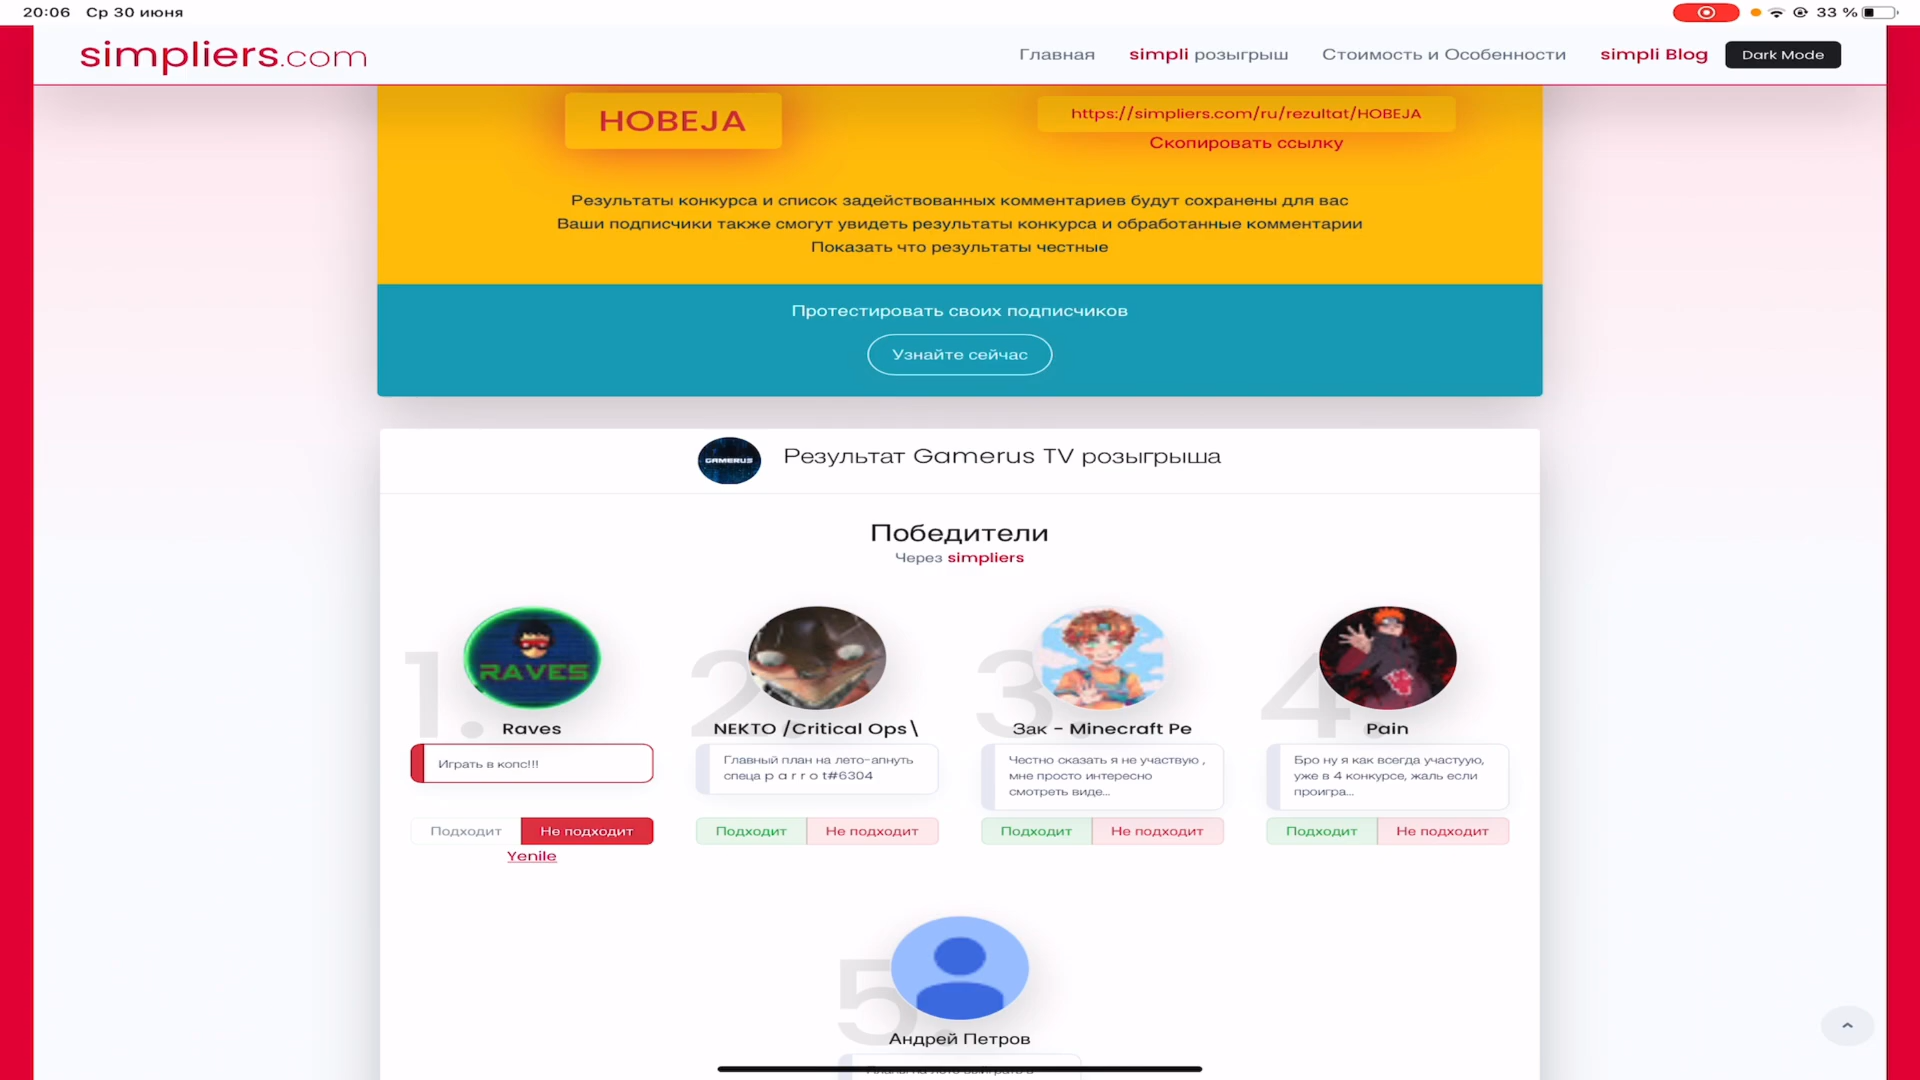 20:06 Ср 30 июня
33 %
simpliers.com
Главная
simpli розыгрыш
Стоимость и Особенности
simpli Blog
Dark Mode
HOBEJA
https://simpliers.com/ru/rezultat/HOBEJA
Скопировать ссылку
Результаты конкурса и список задействованных комментариев будут сохранены для вас
Ваши подписчики также смогут увидеть результаты конкурса и обработанные комментарии
Показать что результаты честные
Протестировать своих подписчиков
Узнайте сейчас
GAMERUS
Результат Gamerus TV розыгрыша
Победители
Через simpliers
1.
RAVES
Raves
Играть в копс!!!
Подходит
Не подходит
Yenile
2.
NEKTO /Critical Ops\
Главный план на лето-апнуть
спеца p a r r o t#6304
Подходит
Не подходит
3.
Зак - Minecraft Pe
Честно сказать я не участвую ,
мне просто интересно
смотреть виде...
Подходит
Не подходит
4.
Pain
Бро ну я как всегда участуую,
уже в 4 конкурсе, жаль если
проигра...
Подходит
Не подходит
5.
Андрей Петров